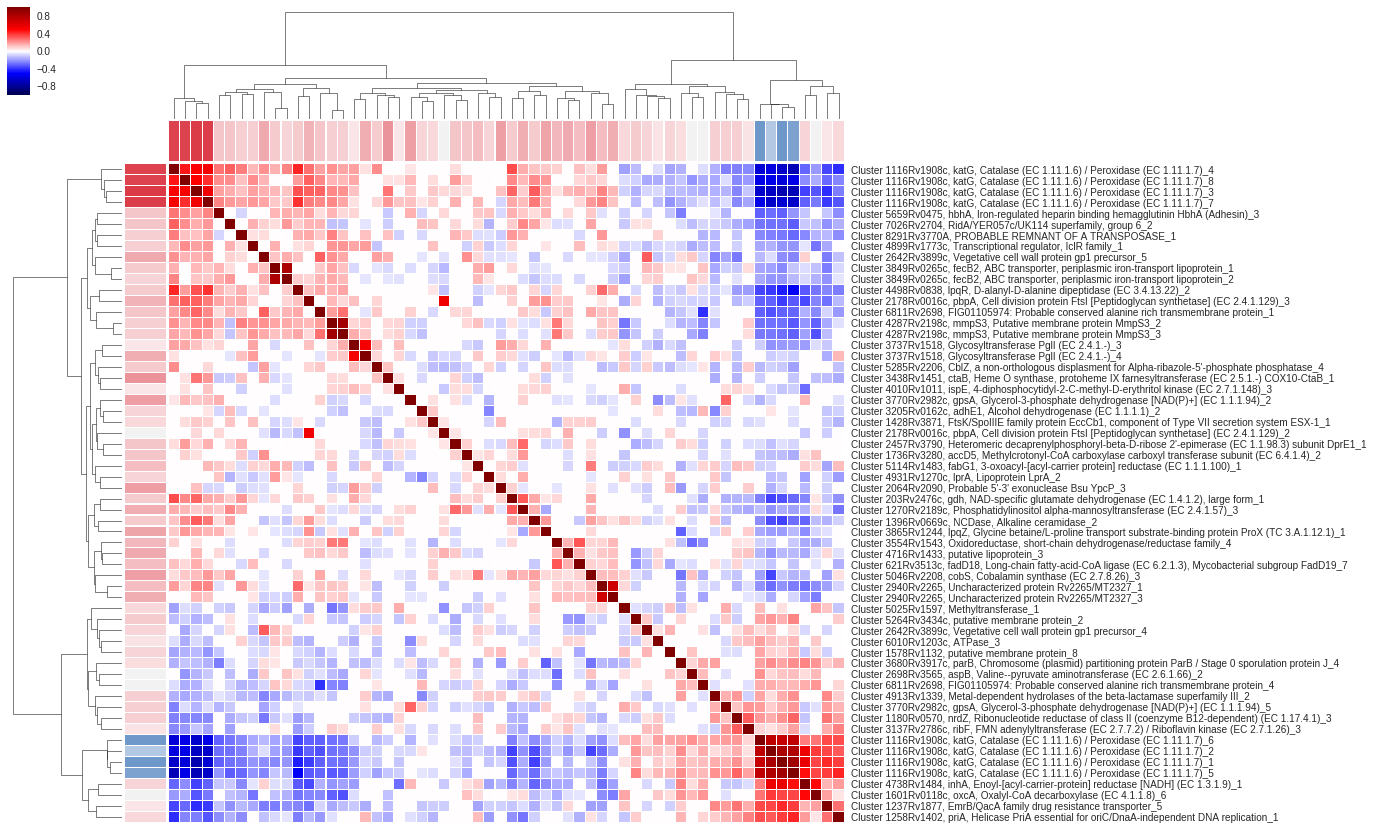 0.8
0.4
0.0
−0.4
−0.8
Cluster 1116Rv1908c, katG, Catalase (EC 1.11.1.6) / Peroxidase (EC 1.11.1.7)_4
Cluster 1116Rv1908c, katG, Catalase (EC 1.11.1.6) / Peroxidase (EC 1.11.1.7)_8
Cluster 1116Rv1908c, katG, Catalase (EC 1.11.1.6) / Peroxidase (EC 1.11.1.7)_3
Cluster 1116Rv1908c, katG, Catalase (EC 1.11.1.6) / Peroxidase (EC 1.11.1.7)_7
Cluster 5659Rv0475, hbhA, Iron-regulated heparin binding hemagglutinin HbhA (Adhesin)_3
Cluster 7026Rv2704, RidA/YER057c/UK114 superfamily, group 6_2
Cluster 8291Rv3770A, PROBABLE REMNANT OF A TRANSPOSASE_1
Cluster 4899Rv1773c, Transcriptional regulator, IclR family_1
Cluster 2642Rv3899c, Vegetative cell wall protein gp1 precursor_5
Cluster 3849Rv0265c, fecB2, ABC transporter, periplasmic iron-transport lipoprotein_1
Cluster 3849Rv0265c, fecB2, ABC transporter, periplasmic iron-transport lipoprotein_2
Cluster 4498Rv0838, lpqR, D-alanyl-D-alanine dipeptidase (EC 3.4.13.22)_2
Cluster 2178Rv0016c, pbpA, Cell division protein FtsI [Peptidoglycan synthetase] (EC 2.4.1.129)_3
Cluster 6811Rv2698, FIG01105974: Probable conserved alanine rich transmembrane protein_1
Cluster 4287Rv2198c, mmpS3, Putative membrane protein MmpS3_2
Cluster 4287Rv2198c, mmpS3, Putative membrane protein MmpS3_3
Cluster 3737Rv1518, Glycosyltransferase PglI (EC 2.4.1.-)_3
Cluster 3737Rv1518, Glycosyltransferase PglI (EC 2.4.1.-)_4
Cluster 5285Rv2206, CblZ, a non-orthologous displasment for Alpha-ribazole-5'-phosphate phosphatase_4
Cluster 3438Rv1451, ctaB, Heme O synthase, protoheme IX farnesyltransferase (EC 2.5.1.-) COX10-CtaB_1
Cluster 4010Rv1011, ispE, 4-diphosphocytidyl-2-C-methyl-D-erythritol kinase (EC 2.7.1.148)_3
Cluster 3770Rv2982c, gpsA, Glycerol-3-phosphate dehydrogenase [NAD(P)+] (EC 1.1.1.94)_2
Cluster 3205Rv0162c, adhE1, Alcohol dehydrogenase (EC 1.1.1.1)_2
Cluster 1428Rv3871, FtsK/SpoIIIE family protein EccCb1, component of Type VII secretion system ESX-1_1
Cluster 2178Rv0016c, pbpA, Cell division protein FtsI [Peptidoglycan synthetase] (EC 2.4.1.129)_2
Cluster 2457Rv3790, Heteromeric decaprenylphosphoryl-beta-D-ribose 2'-epimerase (EC 1.1.98.3) subunit DprE1_1
Cluster 1736Rv3280, accD5, Methylcrotonyl-CoA carboxylase carboxyl transferase subunit (EC 6.4.1.4)_2
Cluster 5114Rv1483, fabG1, 3-oxoacyl-[acyl-carrier protein] reductase (EC 1.1.1.100)_1
Cluster 4931Rv1270c, lprA, Lipoprotein LprA_2
Cluster 2064Rv2090, Probable 5'-3' exonuclease Bsu YpcP_3
Cluster 203Rv2476c, gdh, NAD-specific glutamate dehydrogenase (EC 1.4.1.2), large form_1
Cluster 1270Rv2189c, Phosphatidylinositol alpha-mannosyltransferase (EC 2.4.1.57)_3
Cluster 1396Rv0669c, NCDase, Alkaline ceramidase_2
Cluster 3865Rv1244, lpqZ, Glycine betaine/L-proline transport substrate-binding protein ProX (TC 3.A.1.12.1)_1
Cluster 3554Rv1543, Oxidoreductase, short-chain dehydrogenase/reductase family_4
Cluster 4716Rv1433, putative lipoprotein_3
Cluster 621Rv3513c, fadD18, Long-chain fatty-acid-CoA ligase (EC 6.2.1.3), Mycobacterial subgroup FadD19_7
Cluster 5046Rv2208, cobS, Cobalamin synthase (EC 2.7.8.26)_3
Cluster 2940Rv2265, Uncharacterized protein Rv2265/MT2327_1
Cluster 2940Rv2265, Uncharacterized protein Rv2265/MT2327_3
Cluster 5025Rv1597, Methyltransferase_1
Cluster 5264Rv3434c, putative membrane protein_2
Cluster 2642Rv3899c, Vegetative cell wall protein gp1 precursor_4
Cluster 6010Rv1203c, ATPase_3
Cluster 1578Rv1132, putative membrane protein_8
Cluster 3680Rv3917c, parB, Chromosome (plasmid) partitioning protein ParB / Stage 0 sporulation protein J_4
Cluster 2698Rv3565, aspB, Valine--pyruvate aminotransferase (EC 2.6.1.66)_2
Cluster 6811Rv2698, FIG01105974: Probable conserved alanine rich transmembrane protein_4
Cluster 4913Rv1339, Metal-dependent hydrolases of the beta-lactamase superfamily III_2
Cluster 3770Rv2982c, gpsA, Glycerol-3-phosphate dehydrogenase [NAD(P)+] (EC 1.1.1.94)_5
Cluster 1180Rv0570, nrdZ, Ribonucleotide reductase of class II (coenzyme B12-dependent) (EC 1.17.4.1)_3
Cluster 3137Rv2786c, ribF, FMN adenylyltransferase (EC 2.7.7.2) / Riboflavin kinase (EC 2.7.1.26)_3
Cluster 1116Rv1908c, katG, Catalase (EC 1.11.1.6) / Peroxidase (EC 1.11.1.7)_6
Cluster 1116Rv1908c, katG, Catalase (EC 1.11.1.6) / Peroxidase (EC 1.11.1.7)_2
Cluster 1116Rv1908c, katG, Catalase (EC 1.11.1.6) / Peroxidase (EC 1.11.1.7)_1
Cluster 1116Rv1908c, katG, Catalase (EC 1.11.1.6) / Peroxidase (EC 1.11.1.7)_5
Cluster 4738Rv1484, inhA, Enoyl-[acyl-carrier-protein] reductase [NADH] (EC 1.3.1.9)_1
Cluster 1601Rv0118c, oxcA, Oxalyl-CoA decarboxylase (EC 4.1.1.8)_6
Cluster 1237Rv1877, EmrB/QacA family drug resistance transporter_5
Cluster 1258Rv1402, priA, Helicase PriA essential for oriC/DnaA-independent DNA replication_1